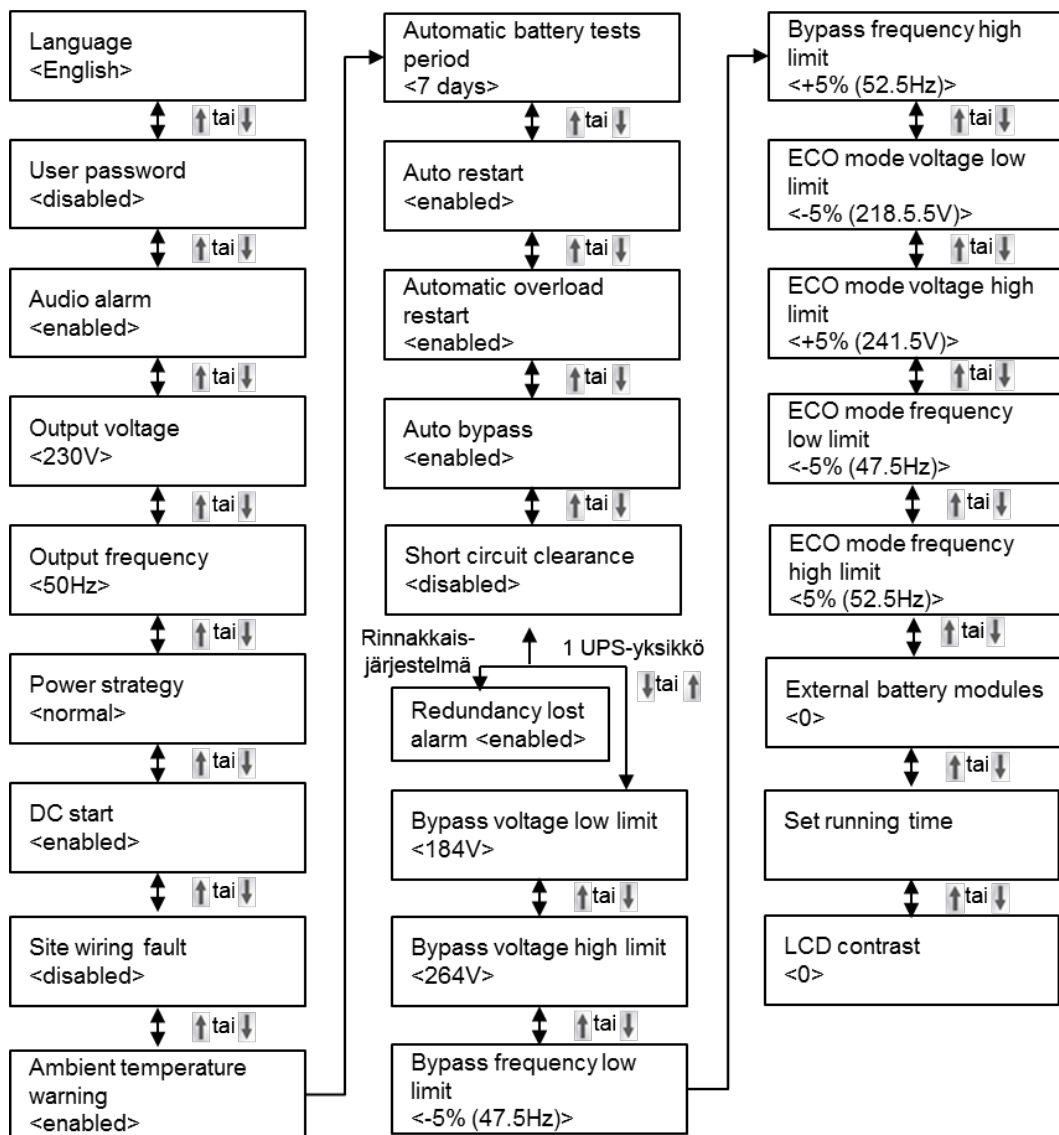 Language
<English>
tai
User password
<disabled>
tai
Audio alarm
<enabled>
tai
Output voltage
<230V>
tai
Output frequency
<50Hz>
tai
Power strategy
<normal>
tai
DC start
<enabled>
tai
Site wiring fault
<disabled>
tai
Ambient temperature
warning
<enabled>
Automatic battery tests
period
<7 days>
tai
Auto restart
<enabled>
tai
Automatic overload
restart
<enabled>
tai
Auto bypass
<enabled>
tai
Short circuit clearance
<disabled>
Rinnakkais-
järjestelmä
1 UPS-yksikkö
tai
Redundancy lost
alarm <enabled>
Bypass voltage low limit
<184V>
tai
Bypass voltage high limit
<264V>
tai
Bypass frequency low
limit
<-5% (47.5Hz)>
Bypass frequency high
limit
<+5% (52.5Hz)>
tai
ECO mode voltage low
limit
<-5% (218.5.5V)>
tai
ECO mode voltage high
limit
<+5% (241.5V)>
tai
ECO mode frequency
low limit
<-5% (47.5Hz)>
tai
ECO mode frequency
high limit
<5% (52.5Hz)>
tai
External battery modules
<0>
tai
Set running time
tai
LCD contrast
<0>